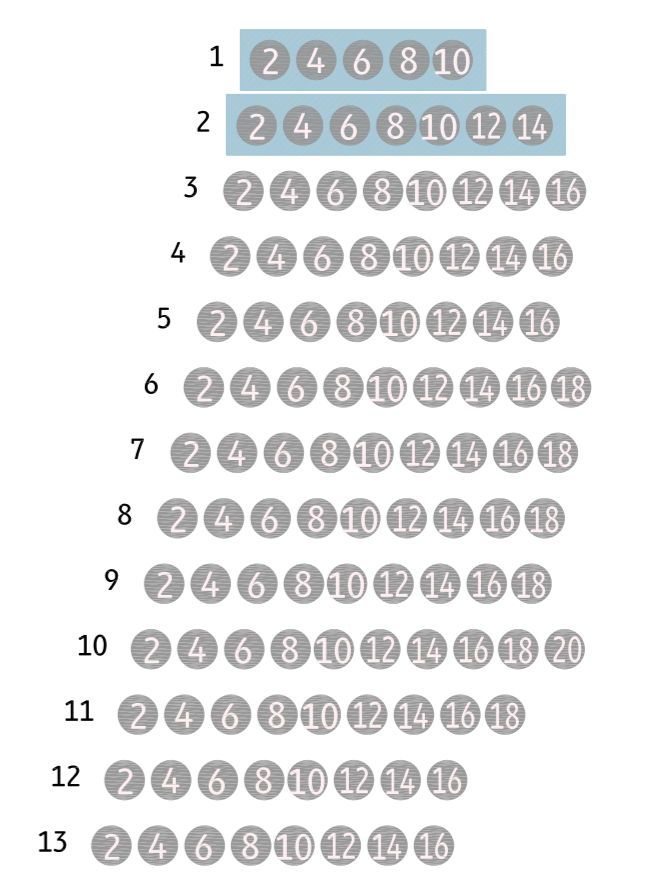 1 2 4 6 8 10
2 2 4 6 8 10 12 14
3 2 4 6 8 10 12 14 16
4 2 4 6 8 10 12 14 16
5 2 4 6 8 10 12 14 16
6 2 4 6 8 10 12 14 16 18
7 2 4 6 8 10 12 14 16 18
8 2 4 6 8 10 12 14 16 18
9 2 4 6 8 10 12 14 16 18
10 2 4 6 8 10 12 14 16 18 20
11 2 4 6 8 10 12 14 16 18
12 2 4 6 8 10 12 14 16
13 2 4 6 8 10 12 14 16